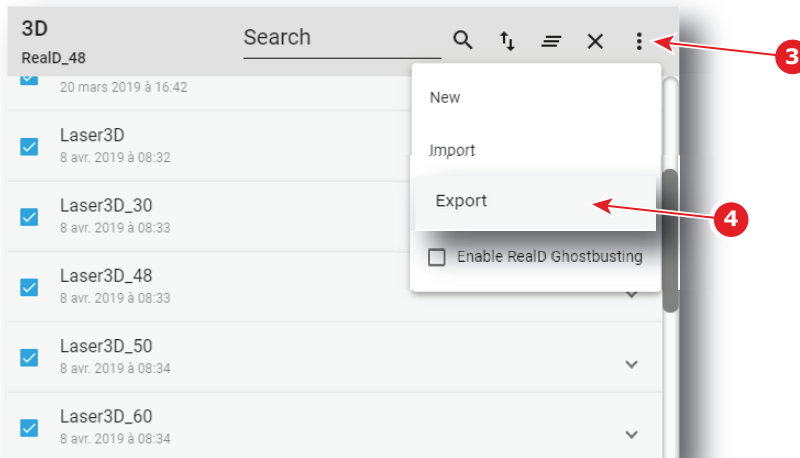 3D
Search
RealD_48
3
20 mars 2019 à 16:42
New
Laser3D
8 avr. 2019 à 08:32
Import
Laser3D_30
8 avr. 2019 à 08:33
Export
4
Enable RealD Ghostbusting
Laser3D_48
8 avr. 2019 à 08:33
Laser3D_50
8 avr. 2019 à 08:34
Laser3D_60
8 avr. 2019 à 08:34